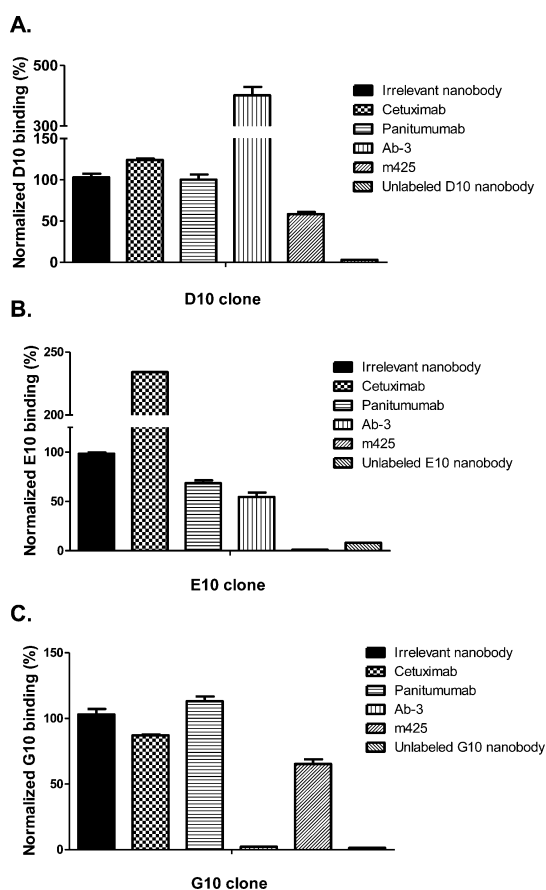 A.
Normalized D10 binding (%)
500
300
150
100
50
0
D10 clone
Irrelevant nanobody
Cetuximab
Panitumumab
Ab-3
m425
Unlabeled D10 nanobody
B.
Normalized E10 binding (%)
250
200
100
50
0
E10 clone
Irrelevant nanobody
Cetuximab
Panitumumab
Ab-3
m425
Unlabeled E10 nanobody
C.
Normalized G10 binding (%)
150
100
50
0
G10 clone
Irrelevant nanobody
Cetuximab
Panitumumab
Ab-3
m425
Unlabeled G10 nanobody